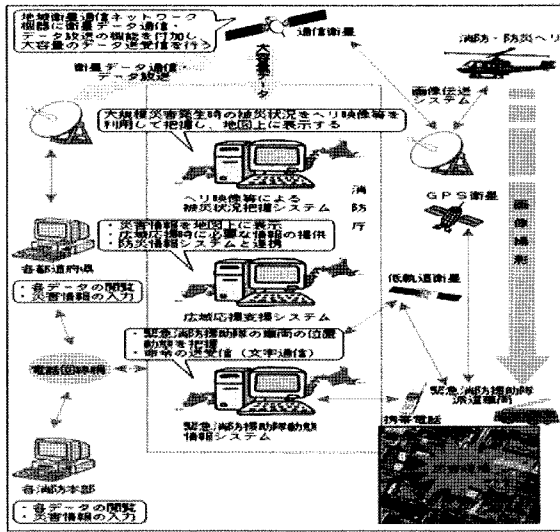 地域衛星通信ネットワーク
機器に衛星データ通信・
データ放送の機能を付加し、
大容量のデータ送受信を行う
通信衛星
消防・防災ヘリ
衛星データ通信・
データ放送
大容量データ
画像伝送
システム
大規模災害発生時の被災状況をヘリ映像等を
利用して把握し、地図上に表示する
ヘリ映像等による
被災状況把握システム
消防庁
GPS衛星
画像撮影
・災害情報を地図上に表示
・広域応援時に必要な情報の提供
・防災情報システムと連携
各都道府県
・各データの閲覧
・災害情報の入力
広域応援支援システム
低軌道衛星
・緊急消防援助隊の車両の位置
動態を把握
・命令の送受信(文字通信)
電話回線網
緊急消防援助隊動態
情報システム
携帯電話
緊急消防援助隊
派遣車両
各消防本部
・各データの閲覧
・災害情報の入力